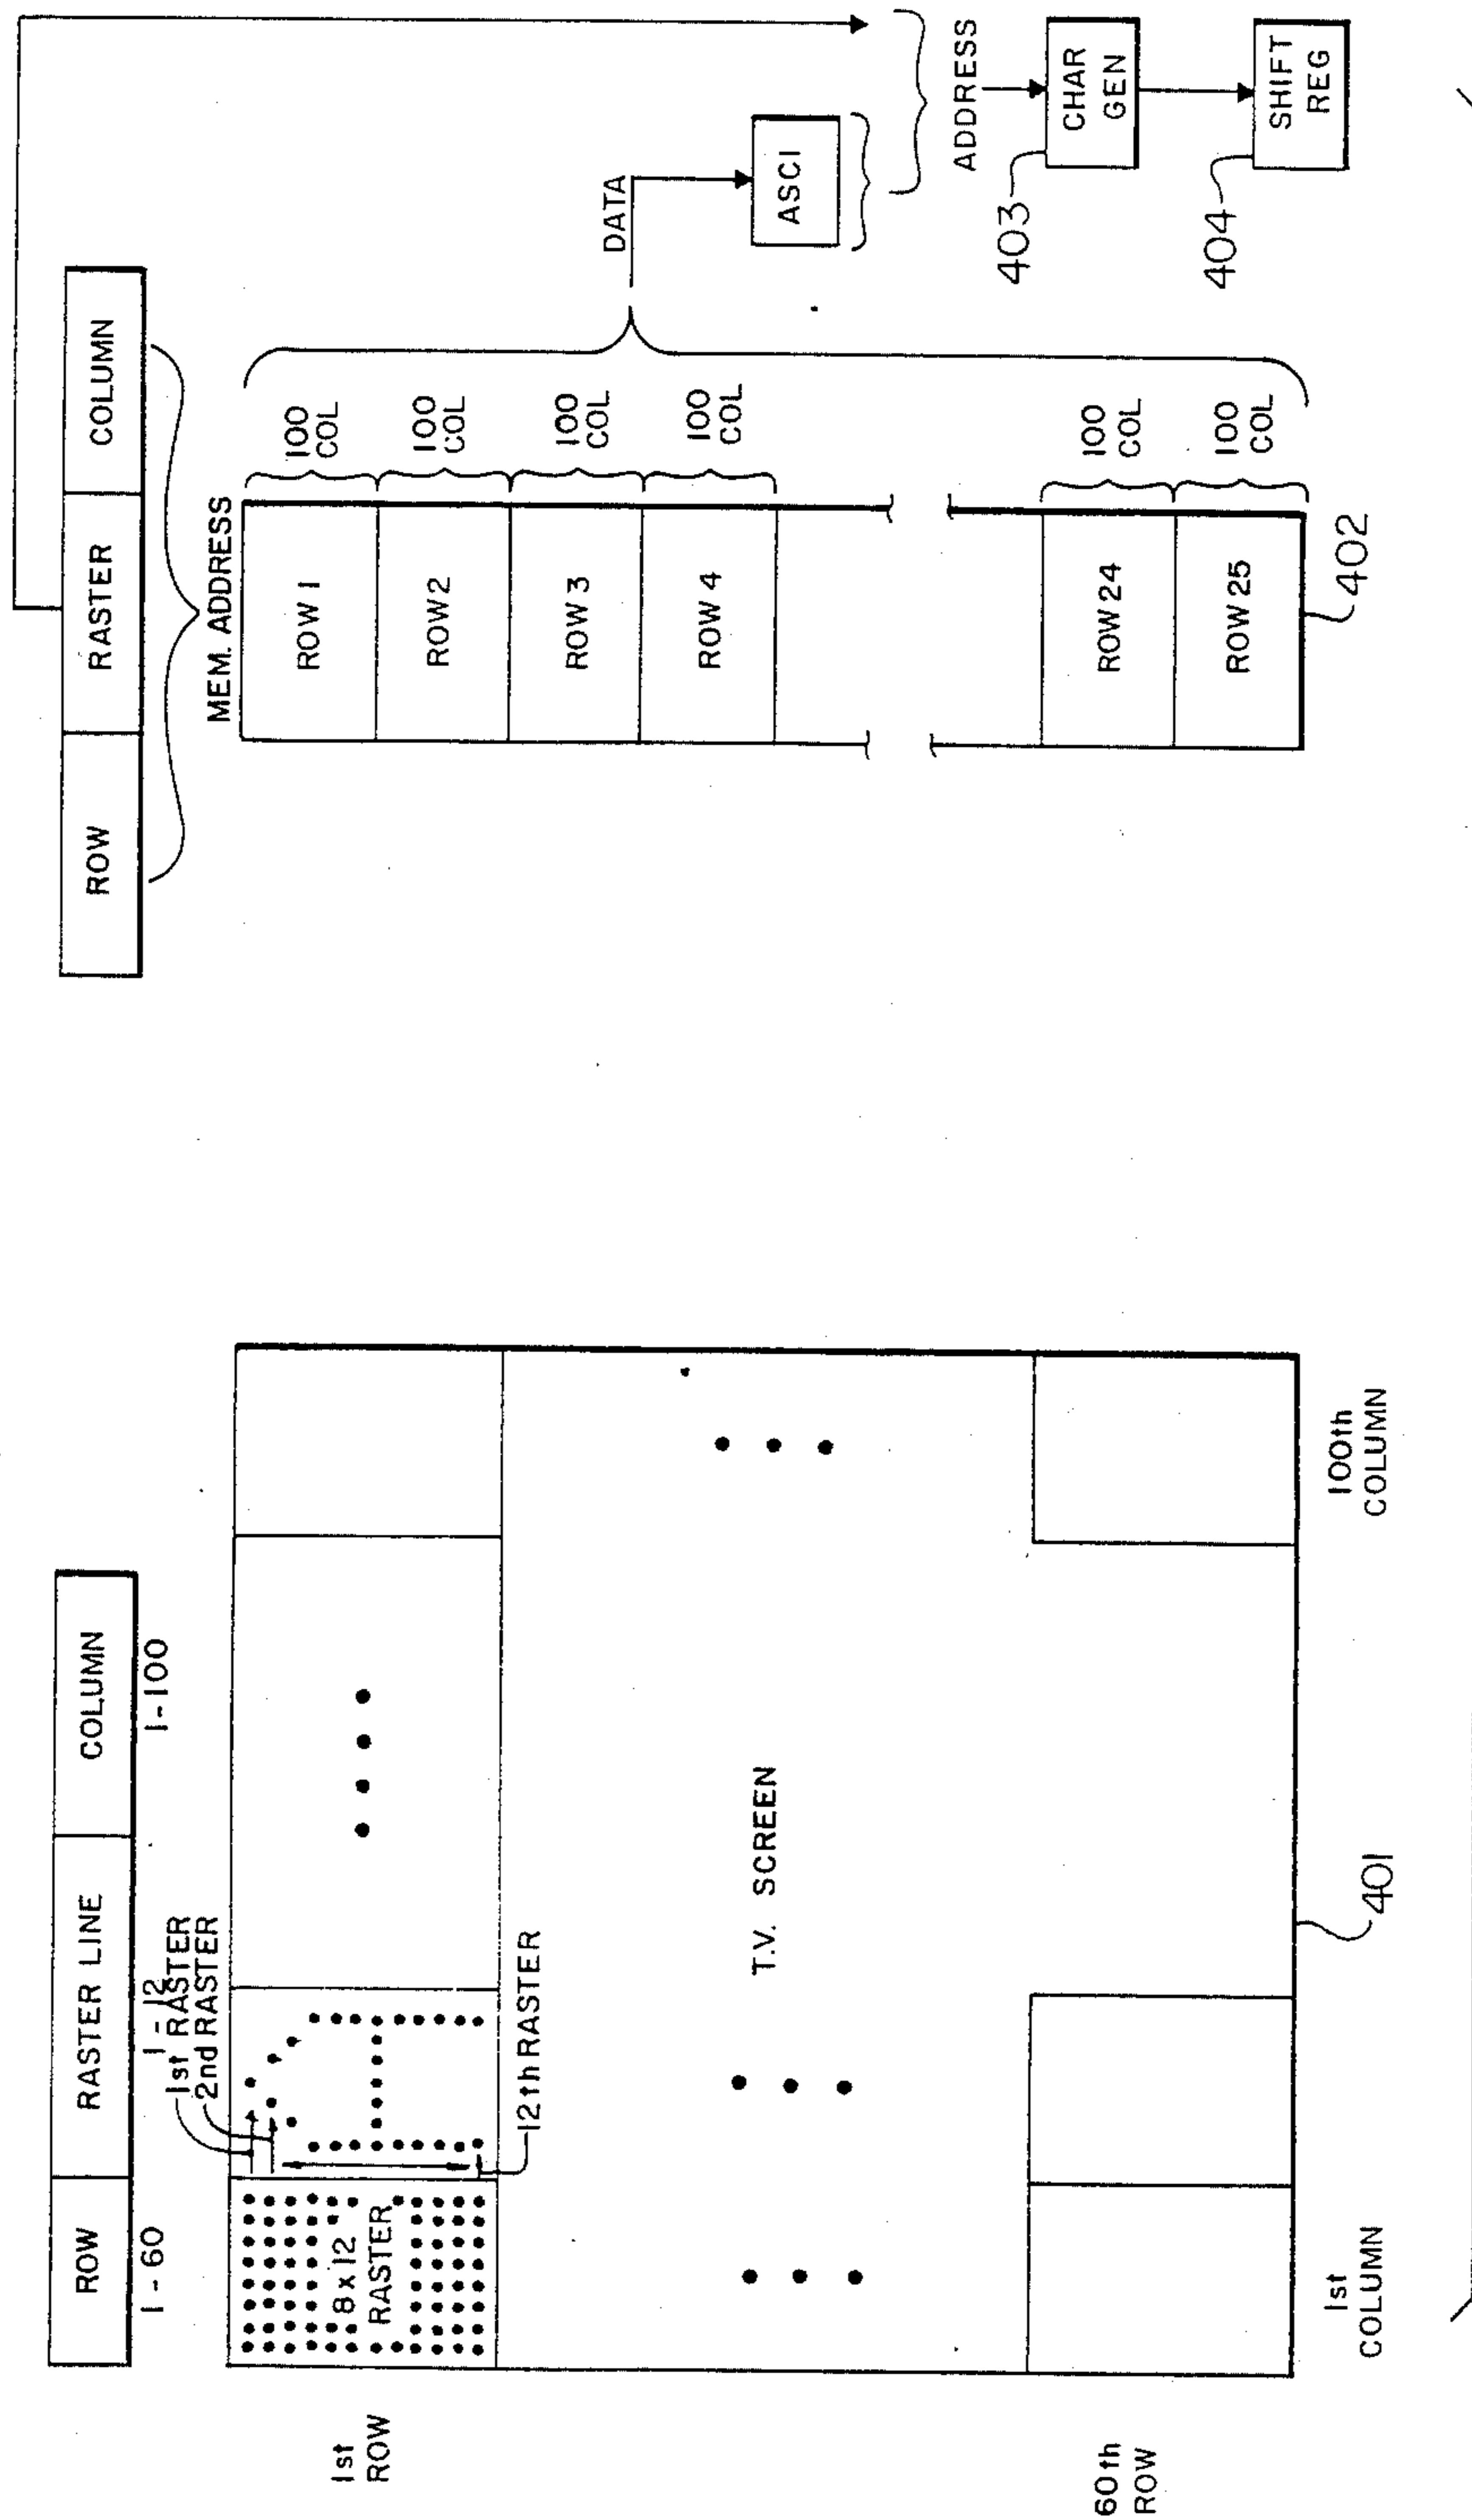 ROW
RASTER LINE
COLUMN
1-60
1-12
1-100
1st RASTER
2nd RASTER
1st
ROW
8x12
RASTER
12th RASTER
T.V. SCREEN
60th
ROW
1st
COLUMN
401
100th
COLUMN
ROW
RASTER
COLUMN
MEM. ADDRESS
ROW 1
100
COL
ROW 2
100
COL
ROW 3
100
COL
ROW 4
100
COL
ROW 24
100
COL
ROW 25
100
COL
402
DATA
ASCI
ADDRESS
403
CHAR
GEN
404
SHIFT
REG